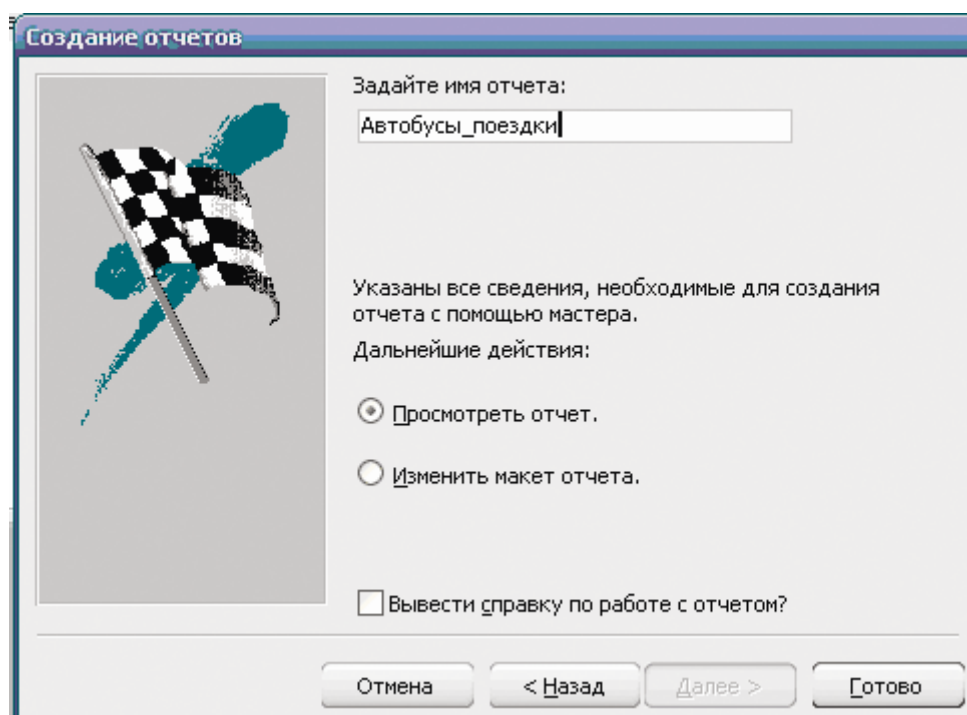 Создание отчетов
Задайте имя отчета:
Автобусы_поездки
Указаны все сведения, необходимые для создания
отчета с помощью мастера.
Дальнейшие действия:
Просмотреть отчет.
Изменить макет отчета.
Вывести справку по работе с отчетом?
Отмена
< Назад
Далее >
Готово